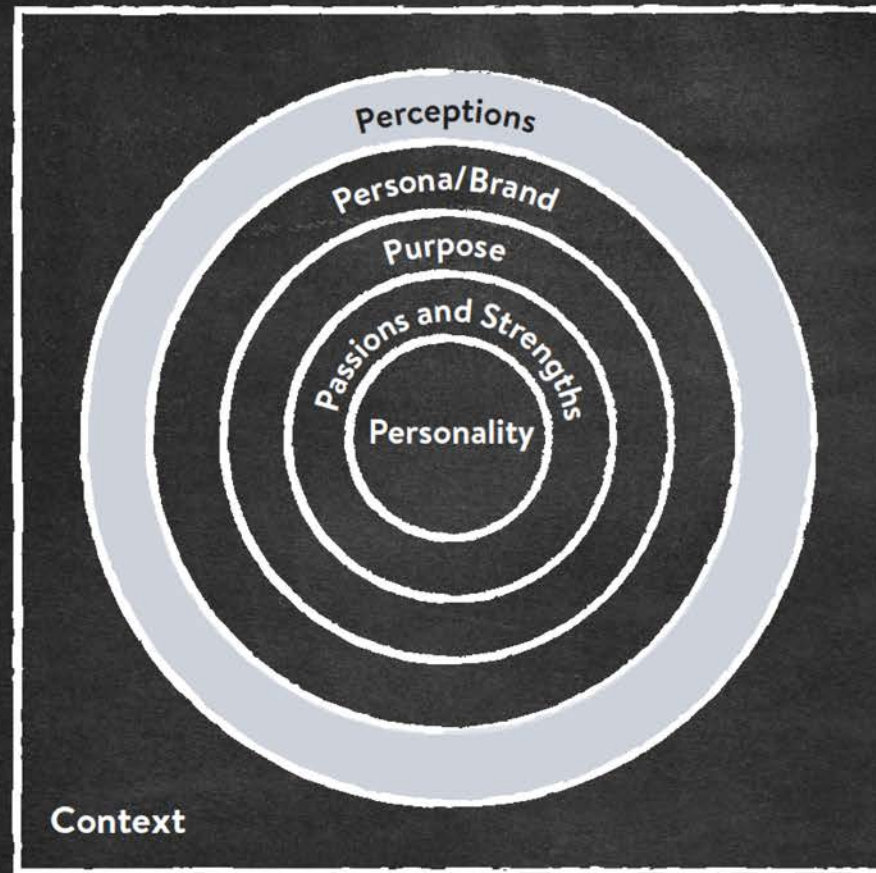 Perceptions
Persona/Brand
Purpose
Passions and Strengths
Personality
Context